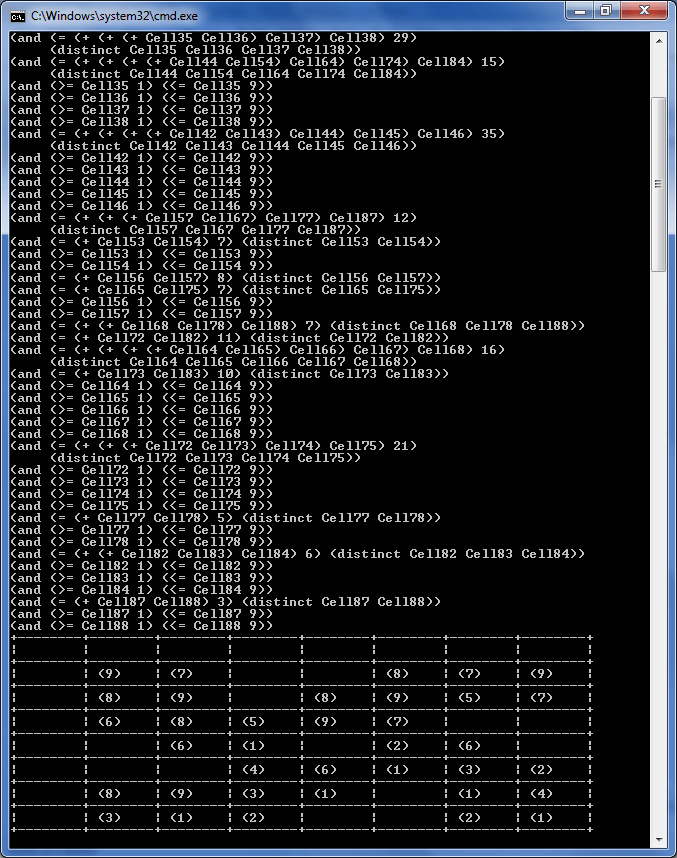 C:\Windows\system32\cmd.exe
(and (= (+ (+ (+ Cell35 Cell36) Cell37) Cell38) 29)
     (distinct Cell35 Cell36 Cell37 Cell38))
(and (= (+ (+ (+ (+ Cell44 Cell54) Cell64) Cell74) Cell84) 15)
     (distinct Cell44 Cell54 Cell64 Cell74 Cell84))
(and (>= Cell35 1) (<= Cell35 9))
(and (>= Cell36 1) (<= Cell36 9))
(and (>= Cell37 1) (<= Cell37 9))
(and (>= Cell38 1) (<= Cell38 9))
(and (= (+ (+ (+ (+ Cell42 Cell43) Cell44) Cell45) Cell46) 35)
     (distinct Cell42 Cell43 Cell44 Cell45 Cell46))
(and (>= Cell42 1) (<= Cell42 9))
(and (>= Cell43 1) (<= Cell43 9))
(and (>= Cell44 1) (<= Cell44 9))
(and (>= Cell45 1) (<= Cell45 9))
(and (>= Cell46 1) (<= Cell46 9))
(and (= (+ (+ (+ Cell57 Cell67) Cell77) Cell87) 12)
     (distinct Cell57 Cell67 Cell77 Cell87))
(and (= (+ Cell53 Cell54) 7) (distinct Cell53 Cell54))
(and (>= Cell53 1) (<= Cell53 9))
(and (>= Cell54 1) (<= Cell54 9))
(and (= (+ Cell56 Cell57) 8) (distinct Cell56 Cell57))
(and (= (+ Cell65 Cell75) 7) (distinct Cell65 Cell75))
(and (>= Cell56 1) (<= Cell56 9))
(and (>= Cell57 1) (<= Cell57 9))
(and (= (+ (+ Cell68 Cell78) Cell88) 7) (distinct Cell68 Cell78 Cell88))
(and (= (+ Cell72 Cell82) 11) (distinct Cell72 Cell82))
(and (= (+ (+ (+ (+ Cell64 Cell65) Cell66) Cell67) Cell68) 16)
     (distinct Cell64 Cell65 Cell66 Cell67 Cell68))
(and (= (+ Cell73 Cell83) 10) (distinct Cell73 Cell83))
(and (>= Cell64 1) (<= Cell64 9))
(and (>= Cell65 1) (<= Cell65 9))
(and (>= Cell66 1) (<= Cell66 9))
(and (>= Cell67 1) (<= Cell67 9))
(and (>= Cell68 1) (<= Cell68 9))
(and (= (+ (+ (+ Cell72 Cell73) Cell74) Cell75) 21)
     (distinct Cell72 Cell73 Cell74 Cell75))
(and (>= Cell72 1) (<= Cell72 9))
(and (>= Cell73 1) (<= Cell73 9))
(and (>= Cell74 1) (<= Cell74 9))
(and (>= Cell75 1) (<= Cell75 9))
(and (= (+ Cell77 Cell78) 5) (distinct Cell77 Cell78))
(and (>= Cell77 1) (<= Cell77 9))
(and (>= Cell78 1) (<= Cell78 9))
(and (= (+ (+ Cell82 Cell83) Cell84) 6) (distinct Cell82 Cell83 Cell84))
(and (>= Cell82 1) (<= Cell82 9))
(and (>= Cell83 1) (<= Cell83 9))
(and (>= Cell84 1) (<= Cell84 9))
(and (= (+ Cell87 Cell88) 3) (distinct Cell87 Cell88))
(and (>= Cell87 1) (<= Cell87 9))
(and (>= Cell88 1) (<= Cell88 9))
+--------+--------+--------+--------+--------+--------+--------+--------+
¦        ¦        ¦        ¦        ¦        ¦        ¦        ¦        ¦
+--------+--------+--------+--------+--------+--------+--------+--------+
¦        ¦ (9)    ¦ (7)    ¦        ¦        ¦ (8)    ¦ (7)    ¦ (9)    ¦
+--------+--------+--------+--------+--------+--------+--------+--------+
¦        ¦ (8)    ¦ (9)    ¦        ¦ (8)    ¦ (9)    ¦ (5)    ¦ (7)    ¦
+--------+--------+--------+--------+--------+--------+--------+--------+
¦        ¦ (6)    ¦ (8)    ¦ (5)    ¦ (9)    ¦ (7)    ¦        ¦        ¦
+--------+--------+--------+--------+--------+--------+--------+--------+
¦        ¦        ¦ (6)    ¦ (1)    ¦        ¦ (2)    ¦ (6)    ¦        ¦
+--------+--------+--------+--------+--------+--------+--------+--------+
¦        ¦        ¦        ¦ (4)    ¦ (6)    ¦ (1)    ¦ (3)    ¦ (2)    ¦
+--------+--------+--------+--------+--------+--------+--------+--------+
¦        ¦ (8)    ¦ (9)    ¦ (3)    ¦ (1)    ¦        ¦ (1)    ¦ (4)    ¦
+--------+--------+--------+--------+--------+--------+--------+--------+
¦        ¦ (3)    ¦ (1)    ¦ (2)    ¦        ¦        ¦ (2)    ¦ (1)    ¦
+--------+--------+--------+--------+--------+--------+--------+--------+